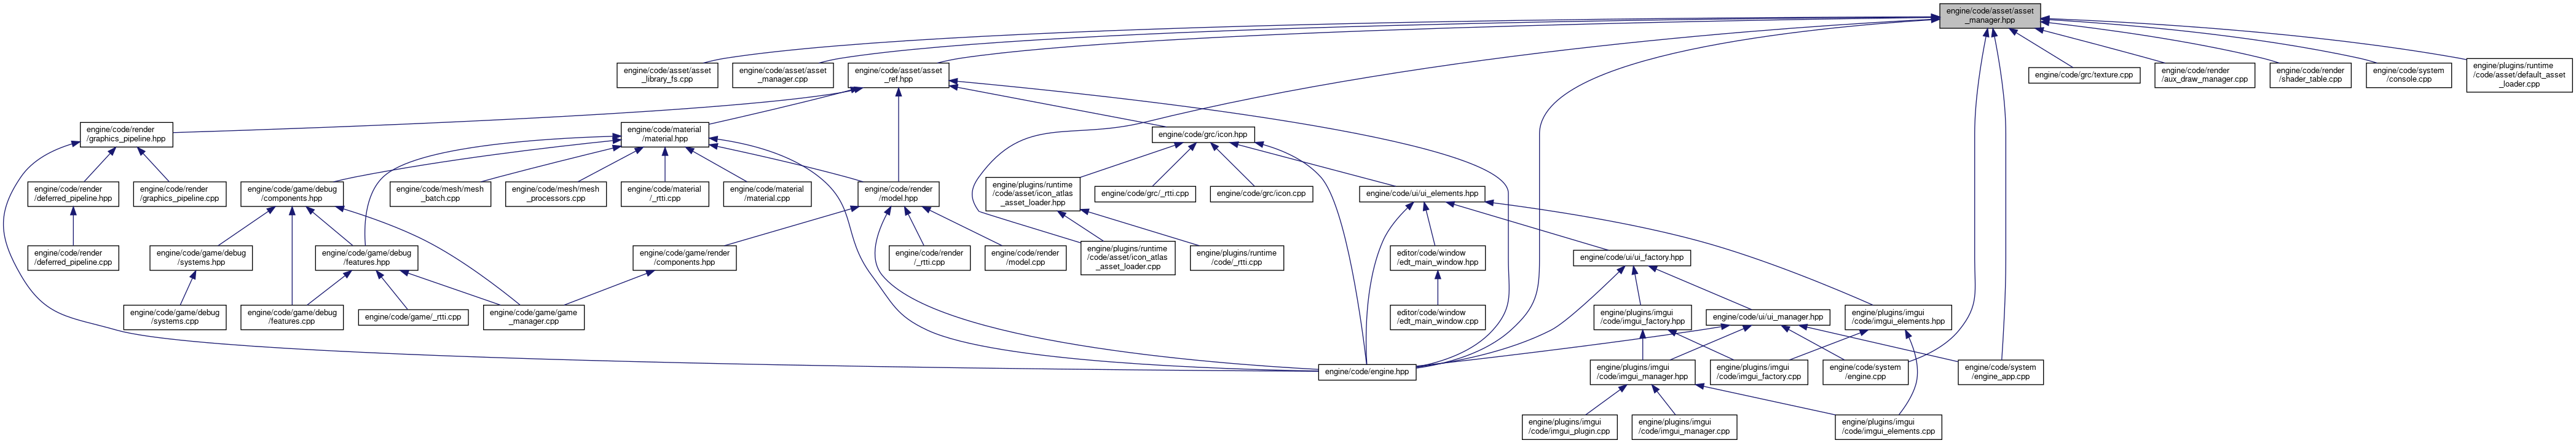 engine/code/asset/asset
_manager.hpp
engine/code/asset/asset
_library_fs.cpp
engine/code/asset/asset
_manager.cpp
engine/code/asset/asset
_ref.hpp
engine/code/grc/texture.cpp
engine/code/render
/aux_draw_manager.cpp
engine/code/render
/shader_table.cpp
engine/code/system
/console.cpp
engine/plugins/runtime
/code/asset/default_asset
_loader.cpp
engine/code/render
/graphics_pipeline.hpp
engine/code/material
/material.hpp
engine/code/grc/icon.hpp
engine/code/render
/deferred_pipeline.hpp
engine/code/render
/graphics_pipeline.cpp
engine/code/game/debug
/components.hpp
engine/code/mesh/mesh
_batch.cpp
engine/code/mesh/mesh
_processors.cpp
engine/code/material
/_rtti.cpp
engine/code/material
/material.cpp
engine/code/render
/model.hpp
engine/plugins/runtime
/code/asset/icon_atlas
_asset_loader.hpp
engine/code/grc/_rtti.cpp
engine/code/grc/icon.cpp
engine/code/ui/ui_elements.hpp
engine/code/render
/deferred_pipeline.cpp
engine/code/game/debug
/systems.hpp
engine/code/game/debug
/features.hpp
engine/code/game/render
/components.hpp
engine/code/render
/_rtti.cpp
engine/code/render
/model.cpp
engine/plugins/runtime
/code/asset/icon_atlas
_asset_loader.cpp
engine/plugins/runtime
/code/_rtti.cpp
editor/code/window
/edt_main_window.hpp
engine/code/ui/ui_factory.hpp
engine/code/game/debug
/systems.cpp
engine/code/game/debug
/features.cpp
engine/code/game/_rtti.cpp
engine/code/game/game
_manager.cpp
editor/code/window
/edt_main_window.cpp
engine/plugins/imgui
/code/imgui_factory.hpp
engine/code/ui/ui_manager.hpp
engine/plugins/imgui
/code/imgui_elements.hpp
engine/code/engine.hpp
engine/plugins/imgui
/code/imgui_manager.hpp
engine/plugins/imgui
/code/imgui_factory.cpp
engine/code/system
/engine.cpp
engine/code/system
/engine_app.cpp
engine/plugins/imgui
/code/imgui_plugin.cpp
engine/plugins/imgui
/code/imgui_manager.cpp
engine/plugins/imgui
/code/imgui_elements.cpp